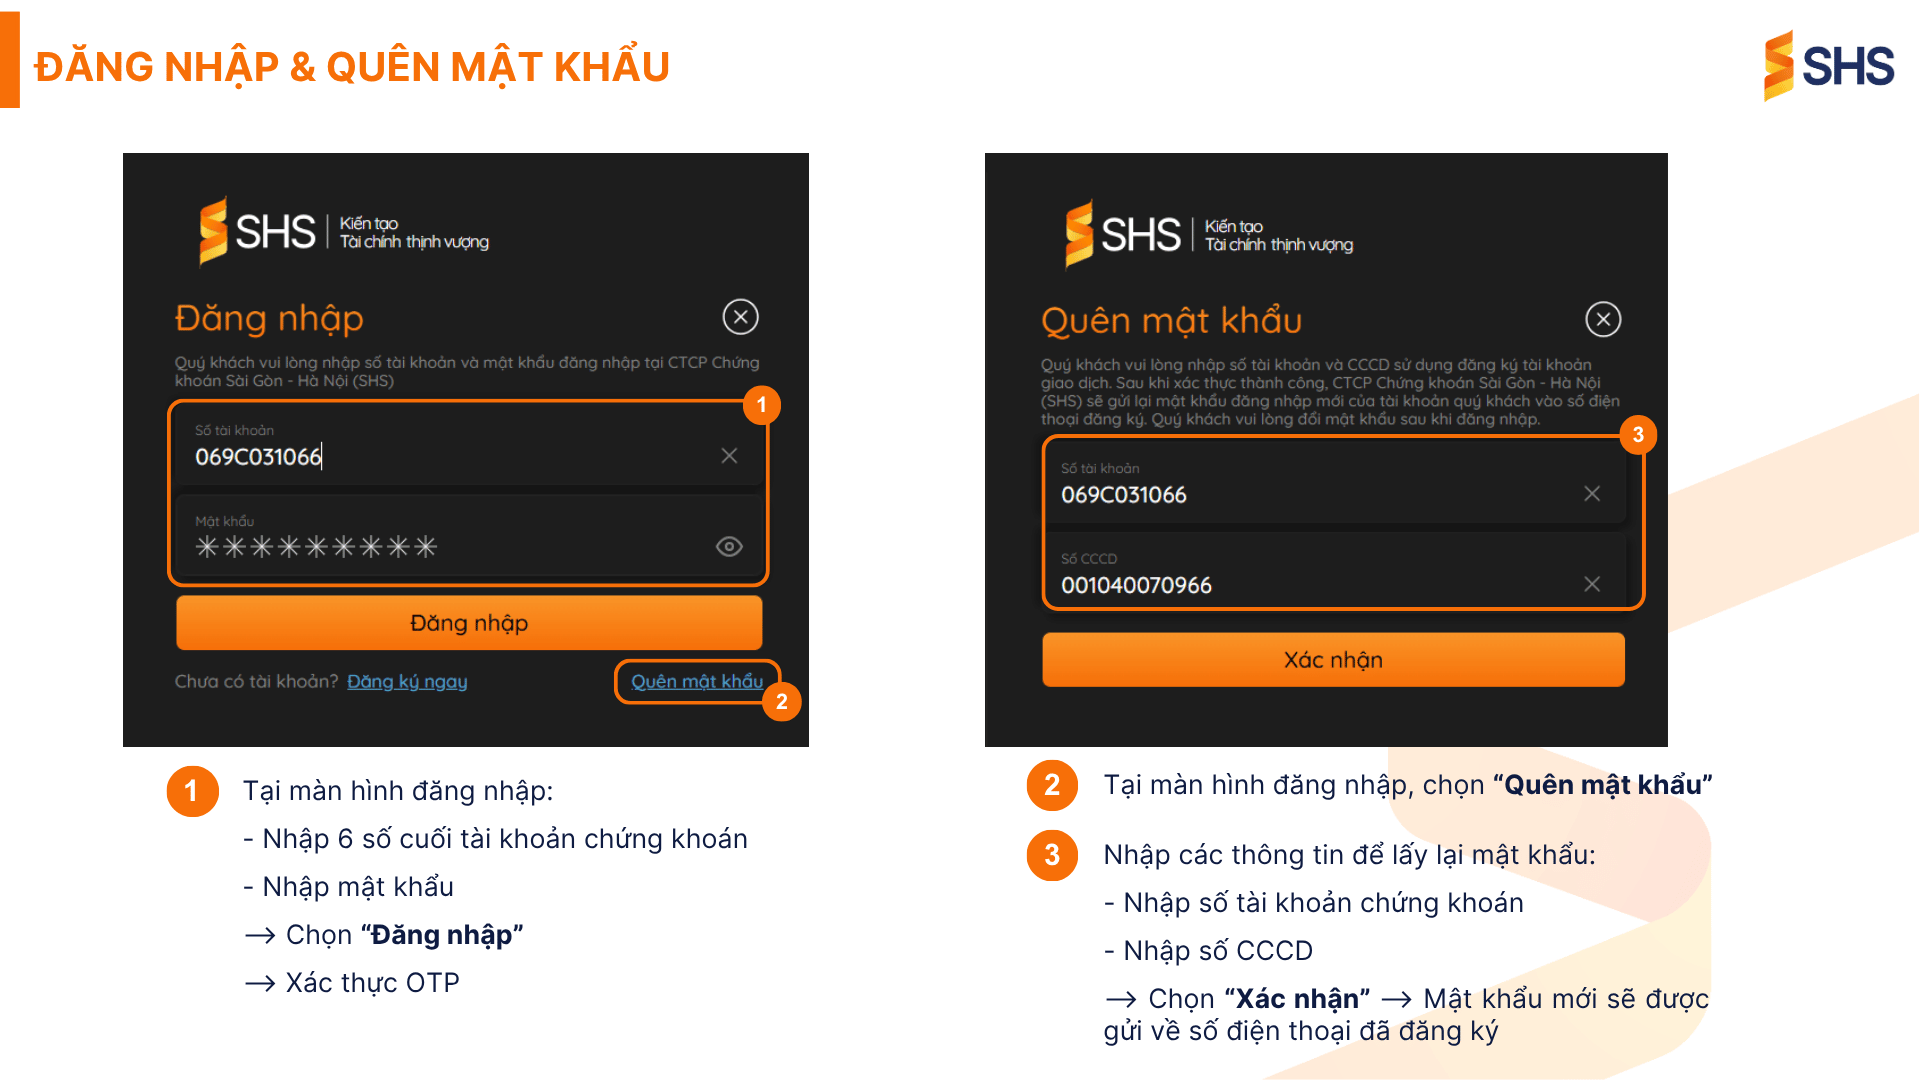 ĐĂNG NHẬP & QUÊN MẬT KHẨU
SHS
SHS
Kiến tạo
Tài chính thịnh vượng
Đăng nhập
Quý khách vui lòng nhập số tài khoản và mật khẩu đăng nhập tại CTCP Chứng
khoán Sài Gòn - Hà Nội (SHS)
1
Số tài khoản
069C031066
Mật khẩu
*********
Đăng nhập
Chưa có tài khoản? Đăng ký ngay
Quên mật khẩu
2
SHS
Kiến tạo
Tài chính thịnh vượng
Quên mật khẩu
Quý khách vui lòng nhập số tài khoản và CCCD sử dụng đăng ký tài khoản
giao dịch. Sau khi xác thực thành công, CTCP Chứng khoán Sài Gòn - Hà Nội
(SHS) sẽ gửi lại mật khẩu đăng nhập mới của tài khoản quý khách vào số điện
thoại đăng ký. Quý khách vui lòng đổi mật khẩu sau khi đăng nhập.
3
Số tài khoản
069C031066
Số CCCD
001040070966
Xác nhận
1
Tại màn hình đăng nhập:
- Nhập 6 số cuối tài khoản chứng khoán
- Nhập mật khẩu
→ Chọn “Đăng nhập”
→ Xác thực OTP
2
Tại màn hình đăng nhập, chọn “Quên mật khẩu”
3
Nhập các thông tin để lấy lại mật khẩu:
- Nhập số tài khoản chứng khoán
- Nhập số CCCD
→ Chọn “Xác nhận” → Mật khẩu mới sẽ được
gửi về số điện thoại đã đăng ký